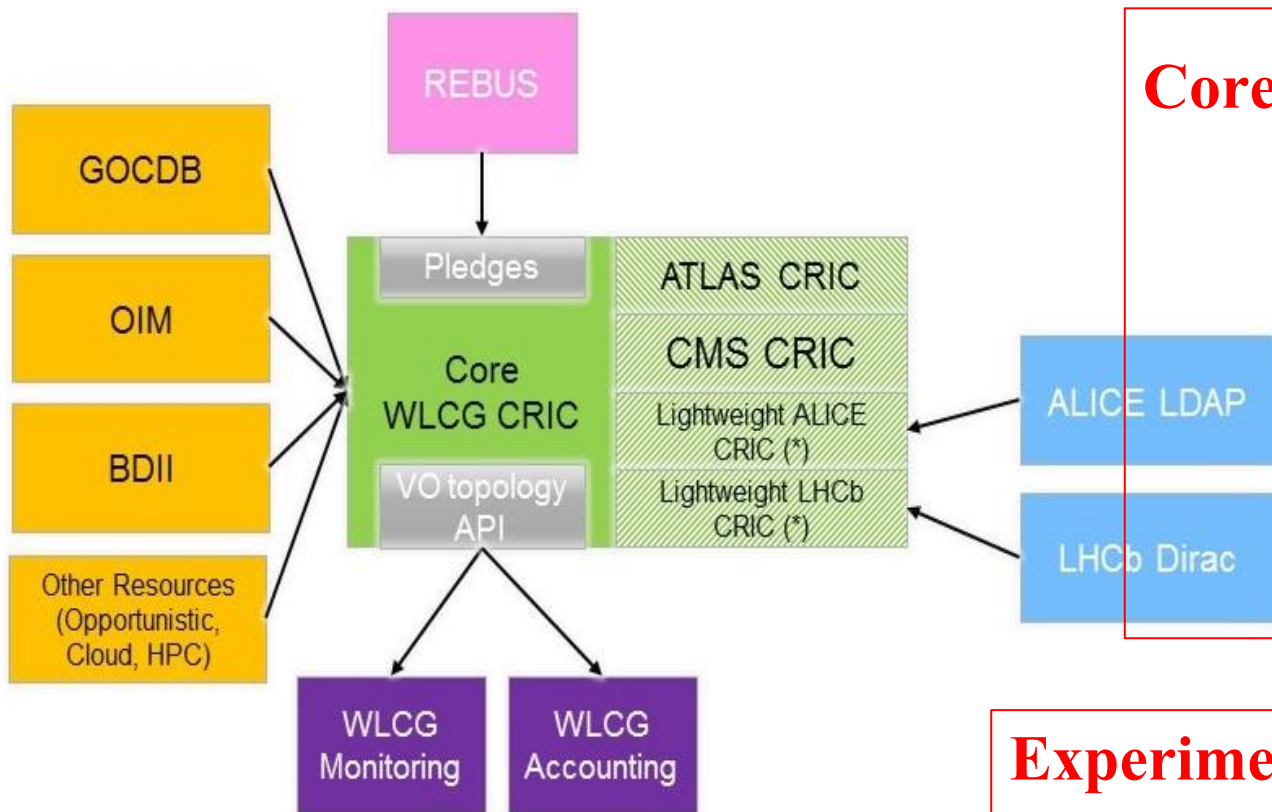 REBUS
Core
GOCDB
OIM
BDII
Other Resources
(Opportunistic,
Cloud, HPC)
Pledges
Core
WLCG CRIC
VO topology
API
ATLAS CRIC
CMS CRIC
Lightweight ALICE
CRIC (*)
Lightweight LHCb
CRIC (*)
ALICE LDAP
LHCb Dirac
WLCG
Monitoring
WLCG
Accounting
Experime